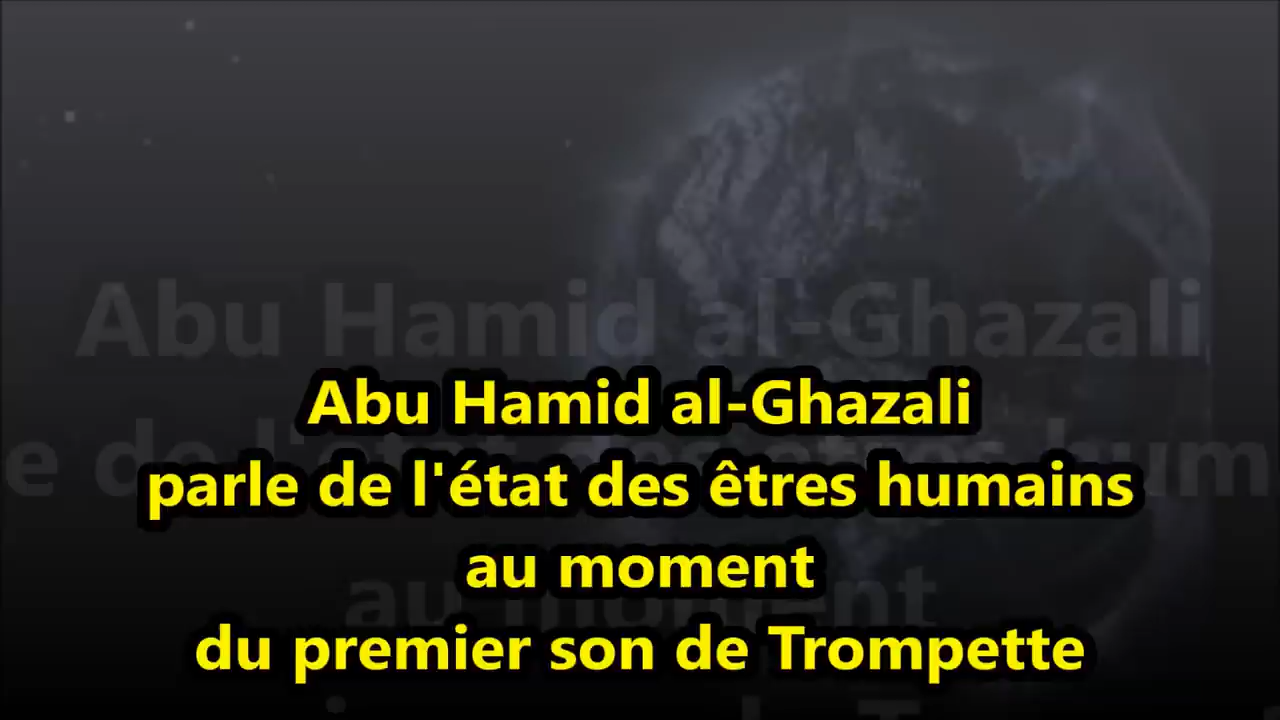 Abu Hamid al-Ghazali
parle de l'état des êtres humains
au moment
du premier son de Trompette